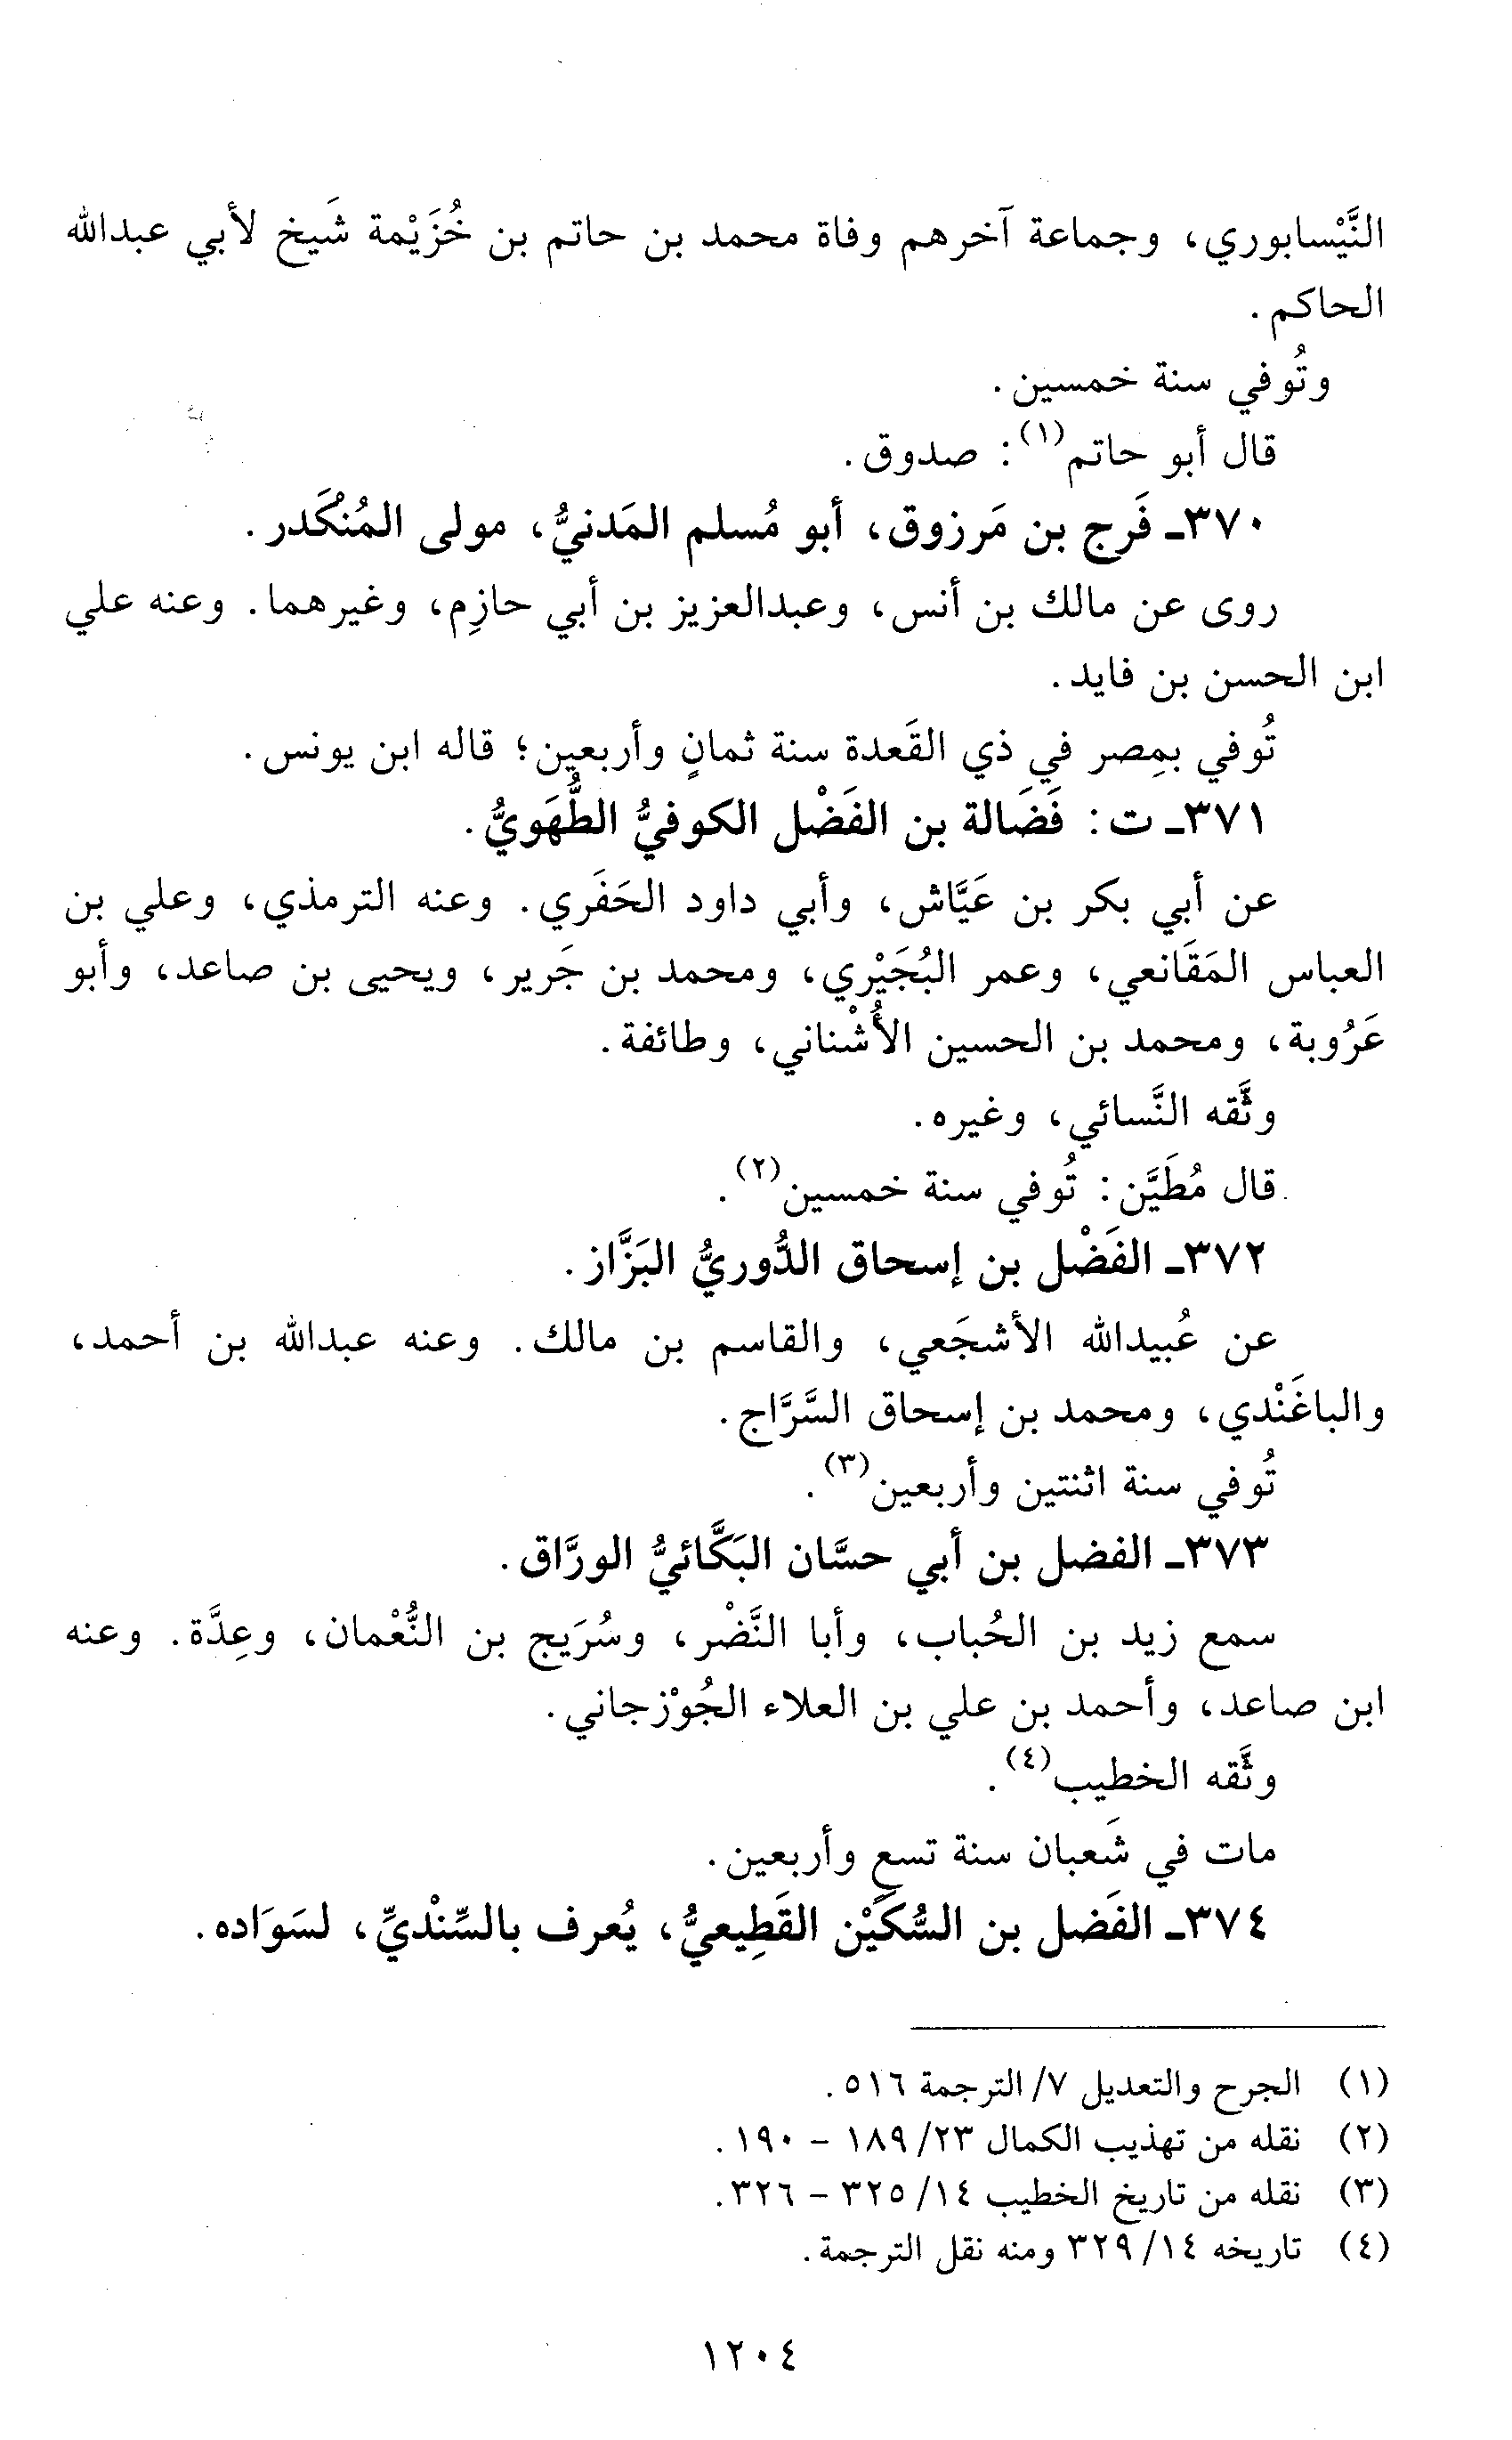 النَّيْسابوري، وجماعة آخرهم وفاة محمد بن حاتم بن خُزَيْمة شَيخ لأبي عبدالله
الحاكم.
وتُوفي سنة خمسين.
قال أبو حاتم(١): صدوق.
٣٧٠ـ فَرج بن مَرزوق، أبو مُسلم المَدنيُّ، مولى المُنْكَدر.
روى عن مالك بن أنس، وعبدالعزيز بن أبي حازِم، وغيرهما. وعنه علي
ابن الحسن بن فايد.
تُوفي بمِصر في ذي القَعدة سنة ثمانٍ وأربعين؛ قاله ابن يونس.
٣٧١ـ ت: فَضَالة بن الفَضْل الكوفيُّ الطُّهَويُّ.
عن أبي بكر بن عَيَّاش، وأبي داود الحَفَري. وعنه الترمذي، وعلي بن
العباس المَقَانعي، وعمر البُجَيْري، ومحمد بن جَرير، ويحيى بن صاعد، وأبو
عَرُوبة، ومحمد بن الحسين الأُشْناني، وطائفة.
وثَّقه النَّسائي، وغيره.
قال مُطَيَّن: تُوفي سنة خمسين(٢).
٣٧٢ـ الفَضْل بن إسحاق الدُّوريُّ البَزَّاز.
عن عُبيدالله الأشجَعي، والقاسم بن مالك. وعنه عبدالله بن أحمد،
والباغَنْدي، ومحمد بن إسحاق السَّرَّاج.
تُوفي سنة اثنتين وأربعين(٣).
٣٧٣ـ الفضل بن أبي حسَّان البَكَّائيُّ الورَّاق.
سمع زيد بن الحُباب، وأبا النَّضْر، وسُرَيج بن النُّعْمان، وعِدَّة. وعنه
ابن صاعد، وأحمد بن علي بن العلاء الجُوْزجاني.
وثَّقه الخطيب(٤).
مات في شَعبان سنة تسعٍ وأربعين.
٣٧٤ـ الفَضل بن السُّكَيْن القَطِيعيُّ، يُعرف بالسِّنْديِّ، لسَوَاده.
(١) الجرح والتعديل ٧/ الترجمة ٥١٦.
(٢) نقله من تهذيب الكمال ٢٣/ ١٨٩ - ١٩٠.
(٣) نقله من تاريخ الخطيب ١٤/ ٣٢٥ - ٣٢٦.
(٤) تاريخه ١٤/ ٣٢٩ ومنه نقل الترجمة.
١٢٠٤